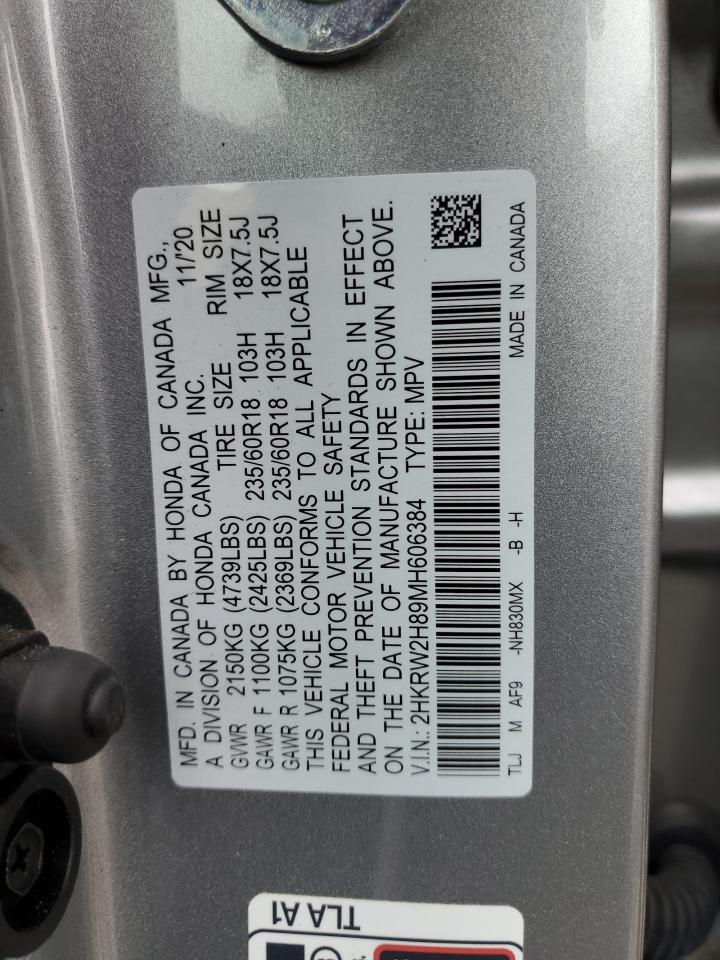 MFD. IN CANADA BY HONDA OF CANADA MFG.,
A DIVISION OF HONDA CANADA INC. 11/'20
GVWR 2150KG (4739LBS) TIRE SIZE RIM SIZE
GAWR F 1100KG (2425LBS) 235/60R18 103H 18X7.5J
GAWR R 1075KG (2369LBS) 235/60R18 103H 18X7.5J
THIS VEHICLE CONFORMS TO ALL APPLICABLE
FEDERAL MOTOR VEHICLE SAFETY
AND THEFT PREVENTION STANDARDS IN EFFECT
ON THE DATE OF MANUFACTURE SHOWN ABOVE.
V.I.N.: 2HKRW2H89MH606384 TYPE: MPV
TLJ M AF9 -NH830MX -B -H MADE IN CANADA
TLA A1